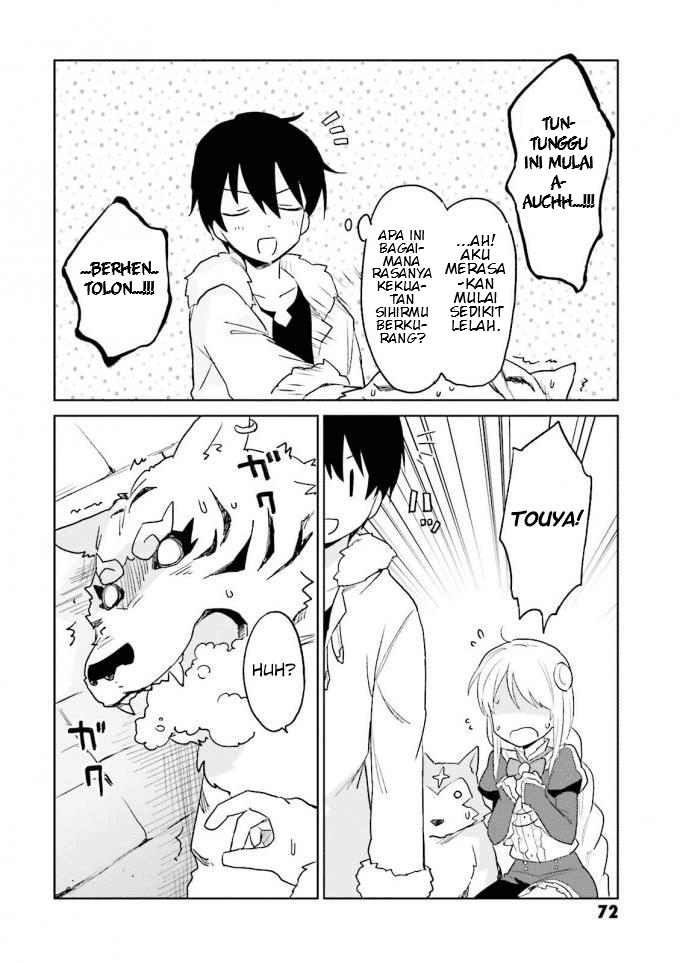 TUN-
TUNGGU
INI MULAI
A-
AUCHH...!!!
...AH!
AKU
MERASA
-KAN
MULAI
SEDIKIT
LELAH.
APA INI
BAGAI-
MANA
RASANYA
KEKUA-
TAN
SIHIRMU
BERKU-
RANG?
...BERHEN...
TOLON...!!!
TOUYA!
HUH?
ガク
ガク
72